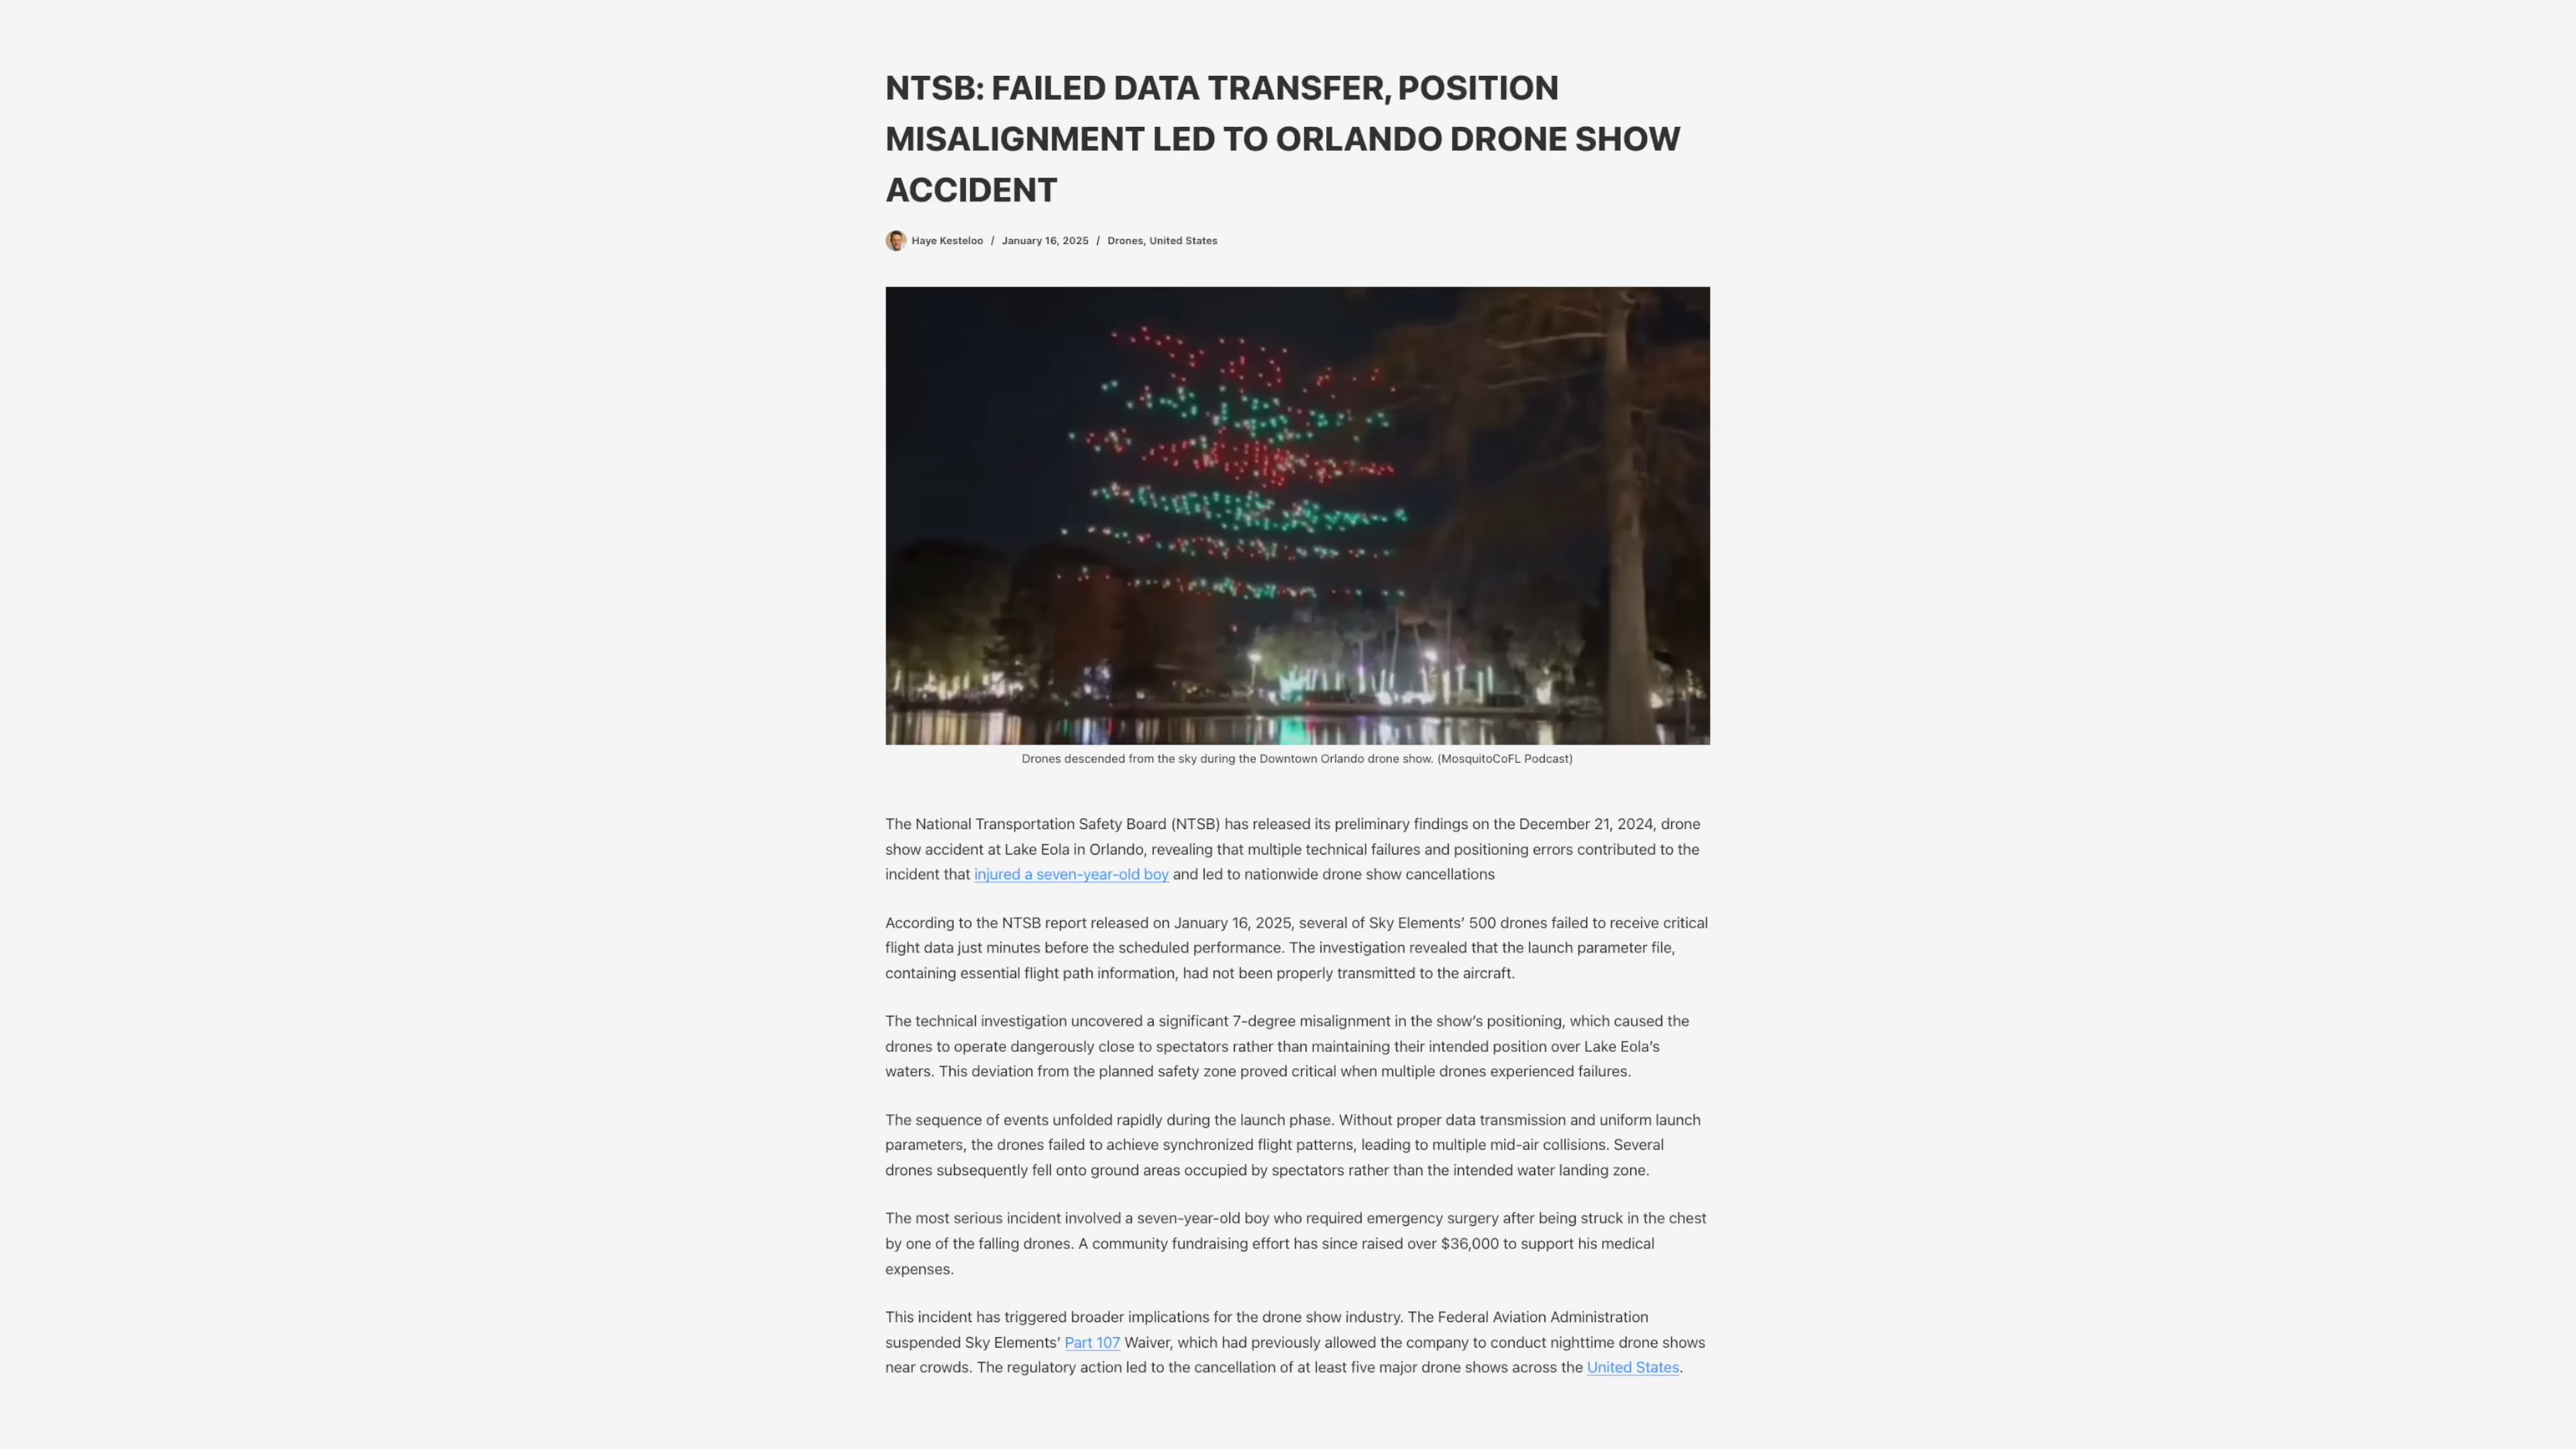 NTSB: FAILED DATA TRANSFER, POSITION
MISALIGNMENT LED TO ORLANDO DRONE SHOW
ACCIDENT
Haye Kesteloo / January 16, 2025 / Drones, United States
Drones descended from the sky during the Downtown Orlando drone show. (MosquitoCoFL Podcast)
The National Transportation Safety Board (NTSB) has released its preliminary findings on the December 21, 2024, drone
show accident at Lake Eola in Orlando, revealing that multiple technical failures and positioning errors contributed to the
incident that injured a seven-year-old boy and led to nationwide drone show cancellations
According to the NTSB report released on January 16, 2025, several of Sky Elements’ 500 drones failed to receive critical
flight data just minutes before the scheduled performance. The investigation revealed that the launch parameter file,
containing essential flight path information, had not been properly transmitted to the aircraft.
The technical investigation uncovered a significant 7-degree misalignment in the show’s positioning, which caused the
drones to operate dangerously close to spectators rather than maintaining their intended position over Lake Eola’s
waters. This deviation from the planned safety zone proved critical when multiple drones experienced failures.
The sequence of events unfolded rapidly during the launch phase. Without proper data transmission and uniform launch
parameters, the drones failed to achieve synchronized flight patterns, leading to multiple mid-air collisions. Several
drones subsequently fell onto ground areas occupied by spectators rather than the intended water landing zone.
The most serious incident involved a seven-year-old boy who required emergency surgery after being struck in the chest
by one of the falling drones. A community fundraising effort has since raised over $36,000 to support his medical
expenses.
This incident has triggered broader implications for the drone show industry. The Federal Aviation Administration
suspended Sky Elements’ Part 107 Waiver, which had previously allowed the company to conduct nighttime drone shows
near crowds. The regulatory action led to the cancellation of at least five major drone shows across the United States.